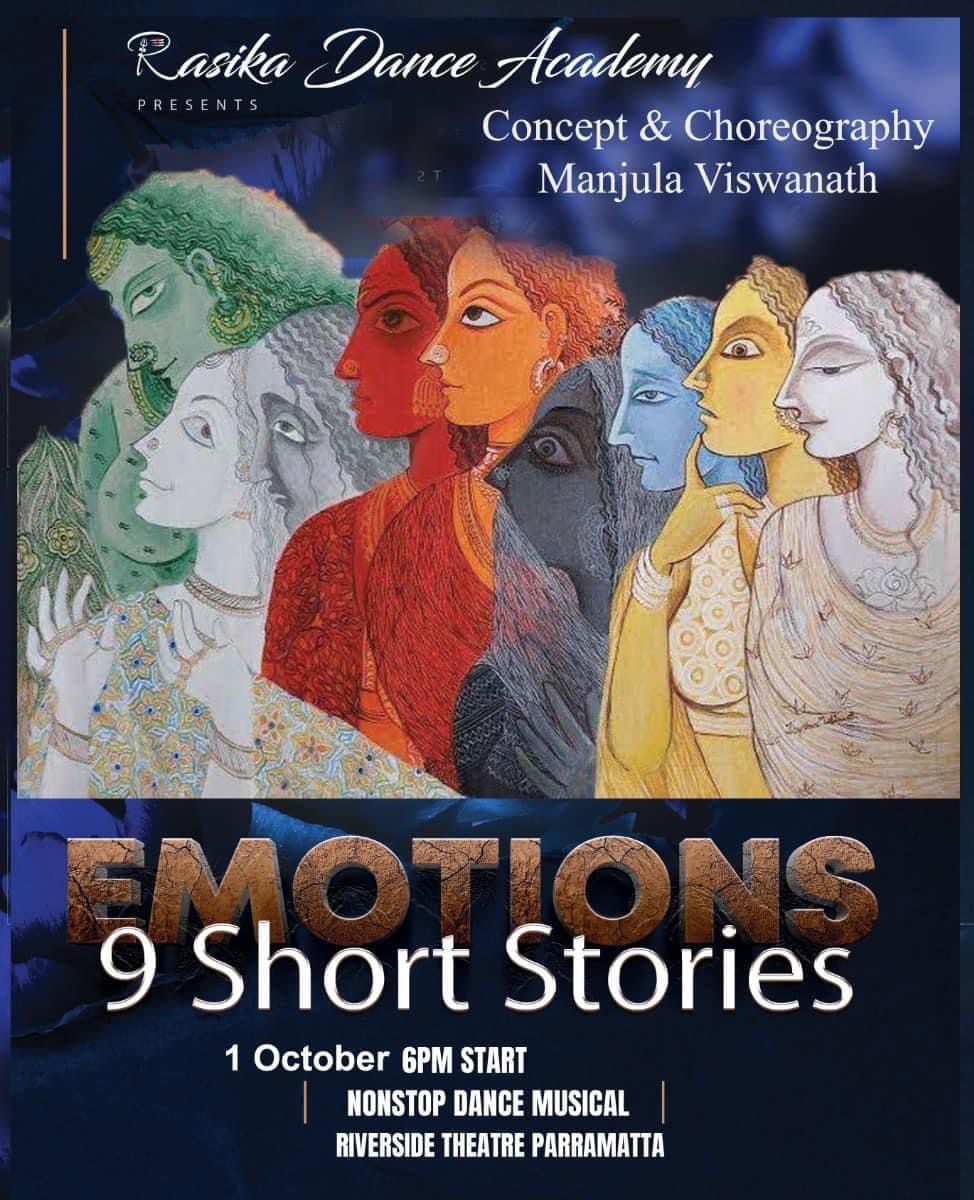 Rasika Dance Academy
PRESENTS
Concept & Choreography
Manjula Viswanath
EMOTIONS
9 Short Stories
1 October 6PM START
NONSTOP DANCE MUSICAL
RIVERSIDE THEATRE PARRAMATTA